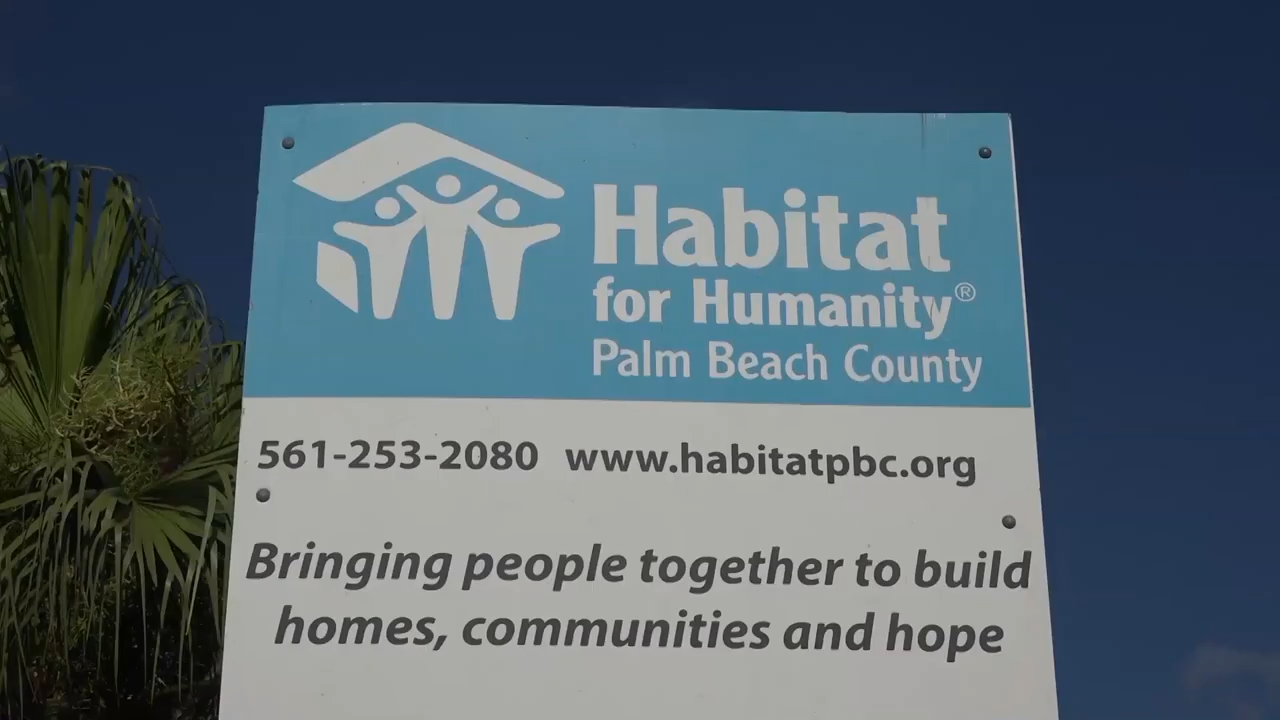 Habitat
for Humanity®
Palm Beach County
561-253-2080 www.habitatpbc.org
Bringing people together to build
homes, communities and hope